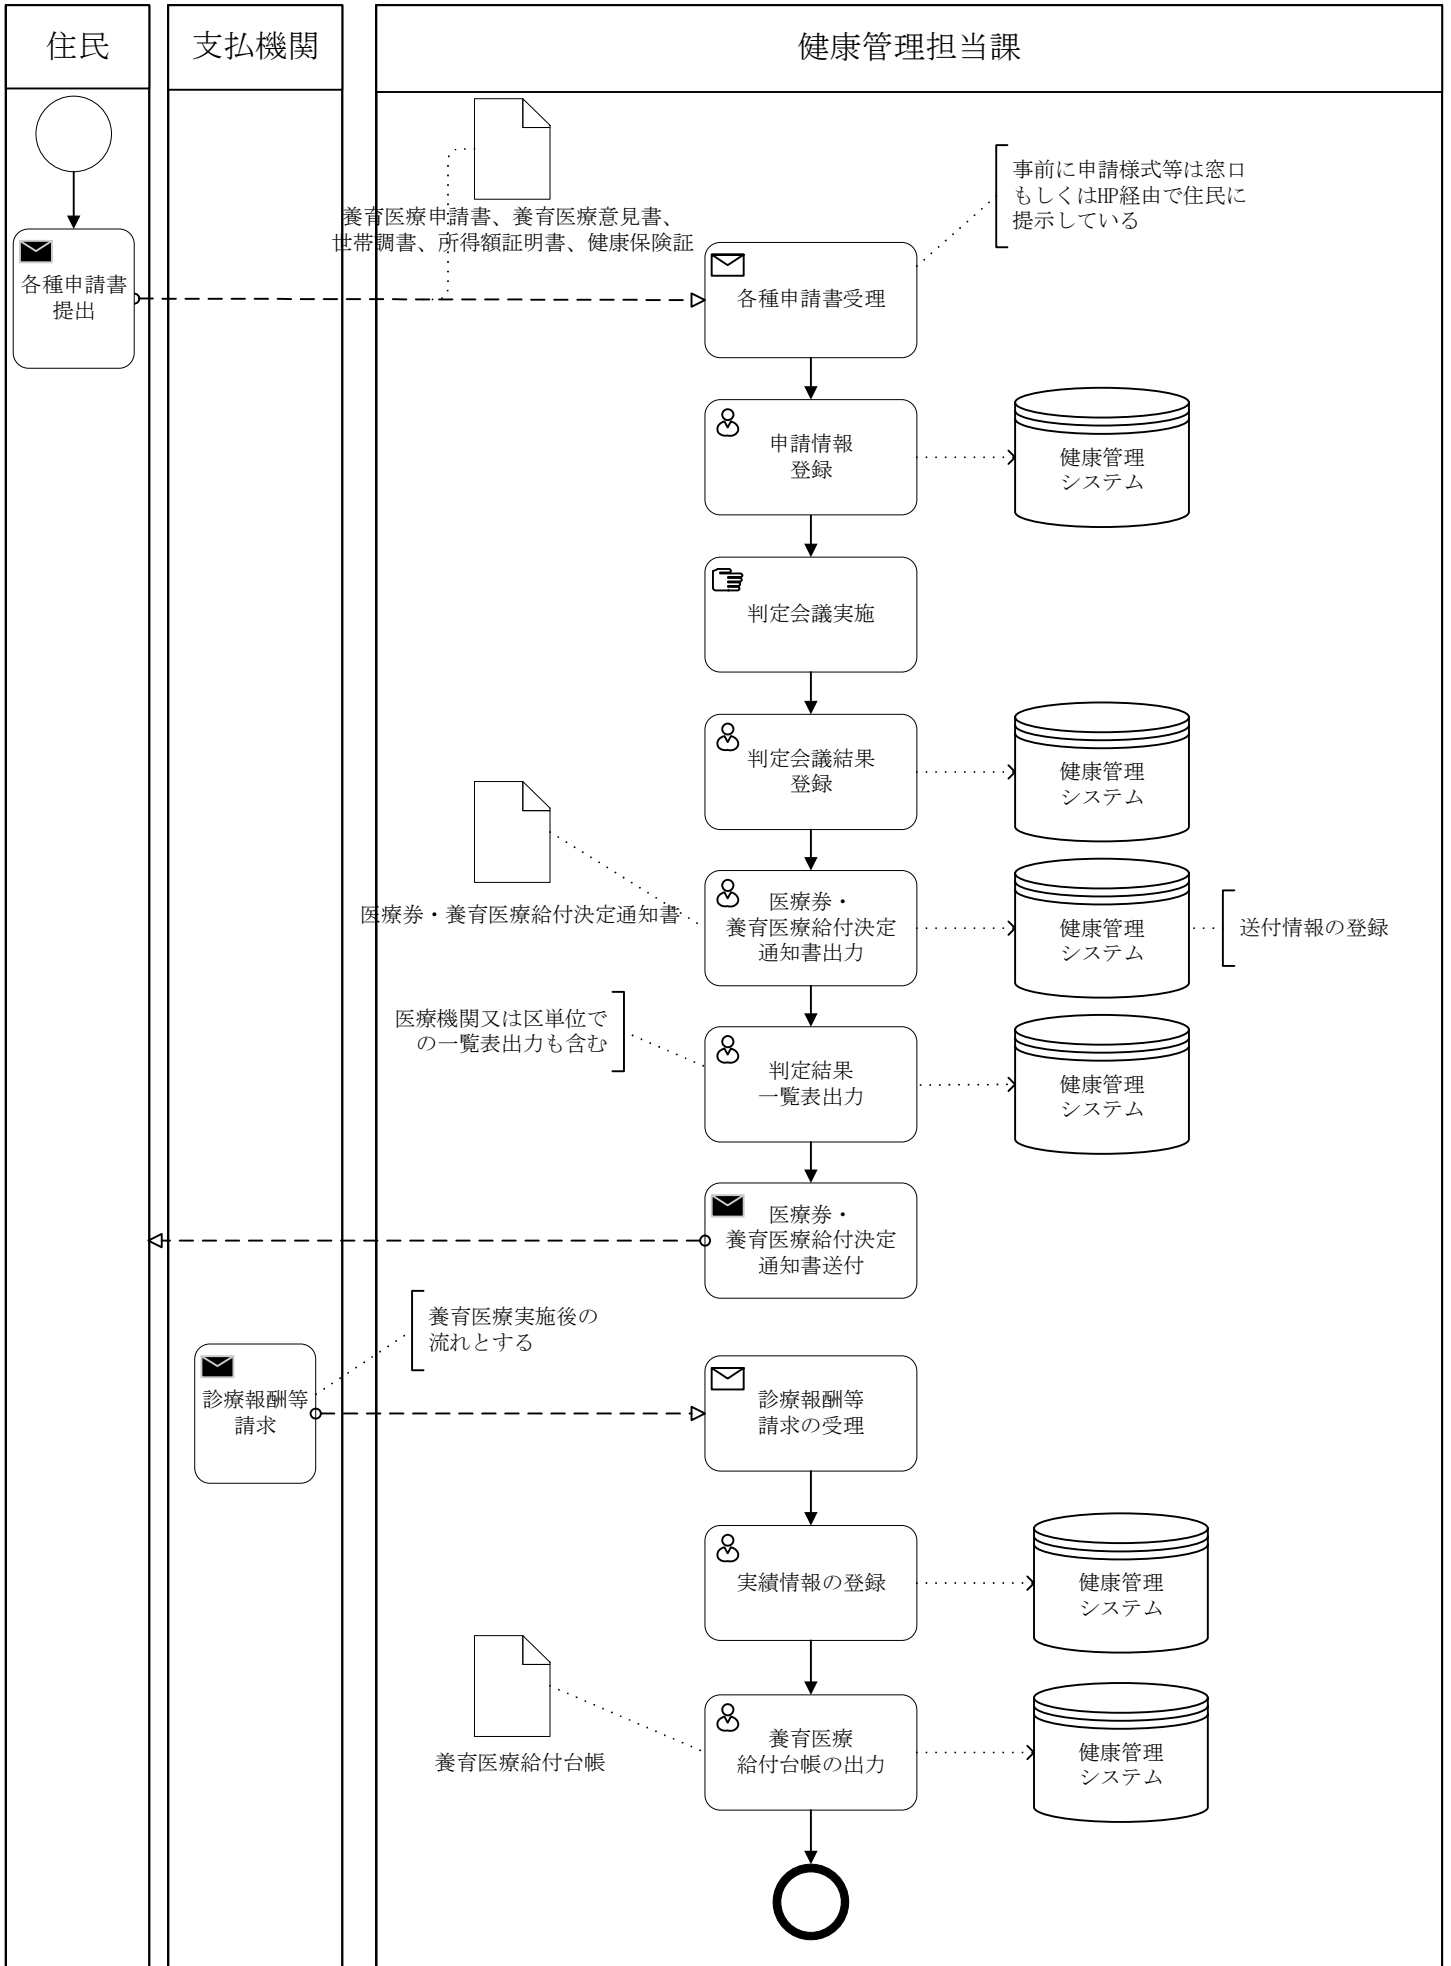 住民
支払機関
健康管理担当課
事前に申請様式等は窓口
もしくはHP経由で住民に
提示している
養育医療申請書、養育医療意見書、
世帯調書、所得額証明書、健康保険証
各種申請書
提出
各種申請書受理
申請情報
登録
健康管理
システム
判定会議実施
判定会議結果
登録
健康管理
システム
医療券・養育医療給付決定通知書
医療券・
養育医療給付決定
通知書出力
健康管理
システム
送付情報の登録
医療機関又は区単位で
の一覧表出力も含む
判定結果
一覧表出力
健康管理
システム
医療券・
養育医療給付決定
通知書送付
養育医療実施後の
流れとする
診療報酬等
請求
診療報酬等
請求の受理
実績情報の登録
健康管理
システム
養育医療給付台帳
養育医療
給付台帳の出力
健康管理
システム